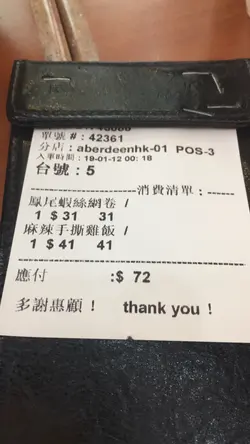 單號 # : 42361
分店 : aberdeenhk-01 POS-3
入單時間 : 19-01-12 00 : 18
台號 : 5
消費清單 :
鳳尾蝦絲網卷 /
1 $ 31 31
麻辣手撕雞飯 /
1 $ 41 41
應付 :$ 72
多謝惠顧 ! thank you !